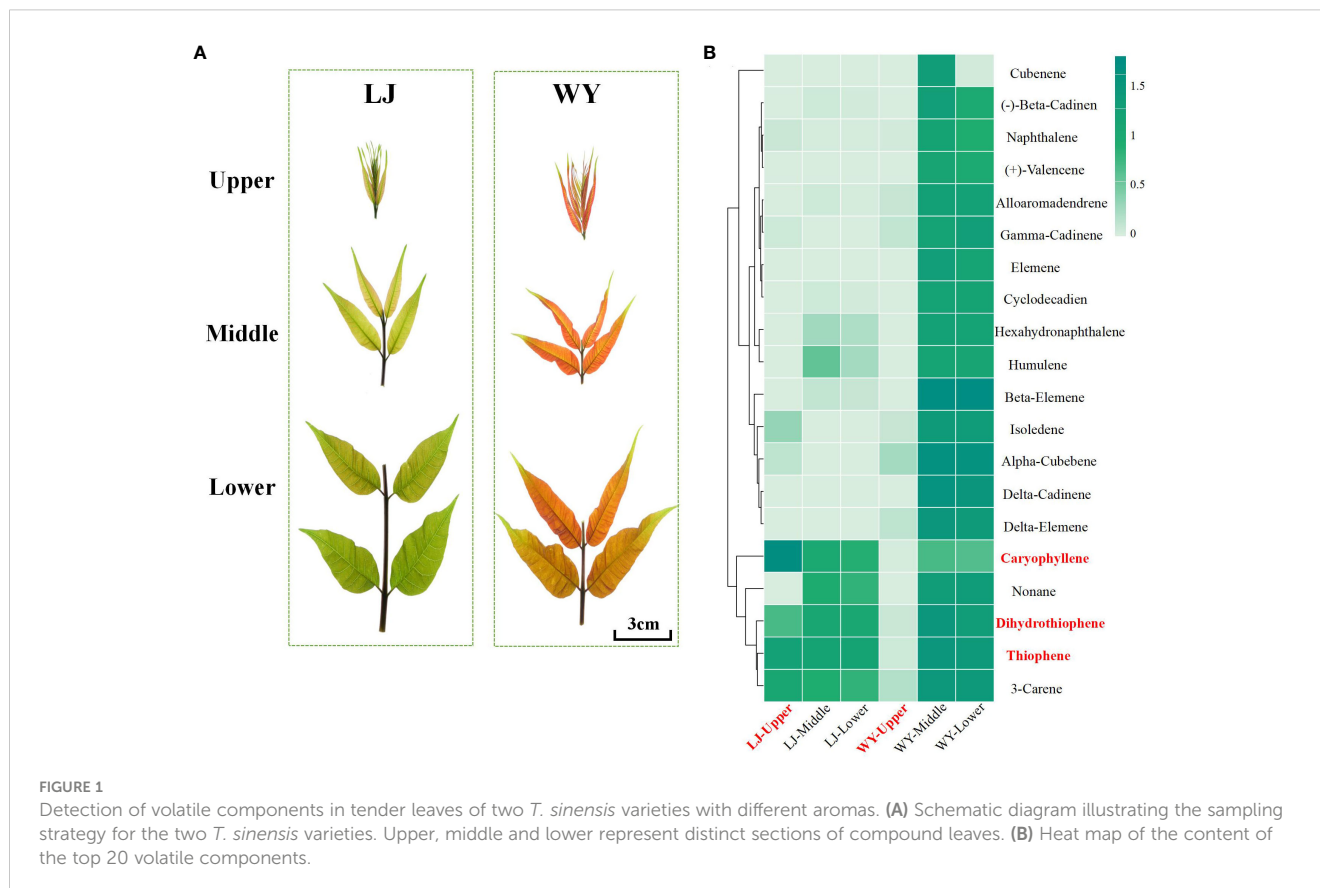 A
LJ
WY
Upper
Middle
Lower
3cm
B
Cubenene
(-)-Beta-Cadinen
Naphthalene
(+)-Valencene
Alloaromadendrene
Gamma-Cadinene
Elemene
Cyclodecadien
Hexahydronaphthalene
Humulene
Beta-Elemene
Isoledene
Alpha-Cubebene
Delta-Cadinene
Delta-Elemene
Caryophyllene
Nonane
Dihydrothiophene
Thiophene
3-Carene
1.5
1
0.5
0
LJ-Upper
LJ-Middle
LJ-Lower
WY-Upper
WY-Middle
WY-Lower
FIGURE 1
Detection of volatile components in tender leaves of two T. sinensis varieties with different aromas. (A) Schematic diagram illustrating the sampling
strategy for the two T. sinensis varieties. Upper, middle and lower represent distinct sections of compound leaves. (B) Heat map of the content of
the top 20 volatile components.